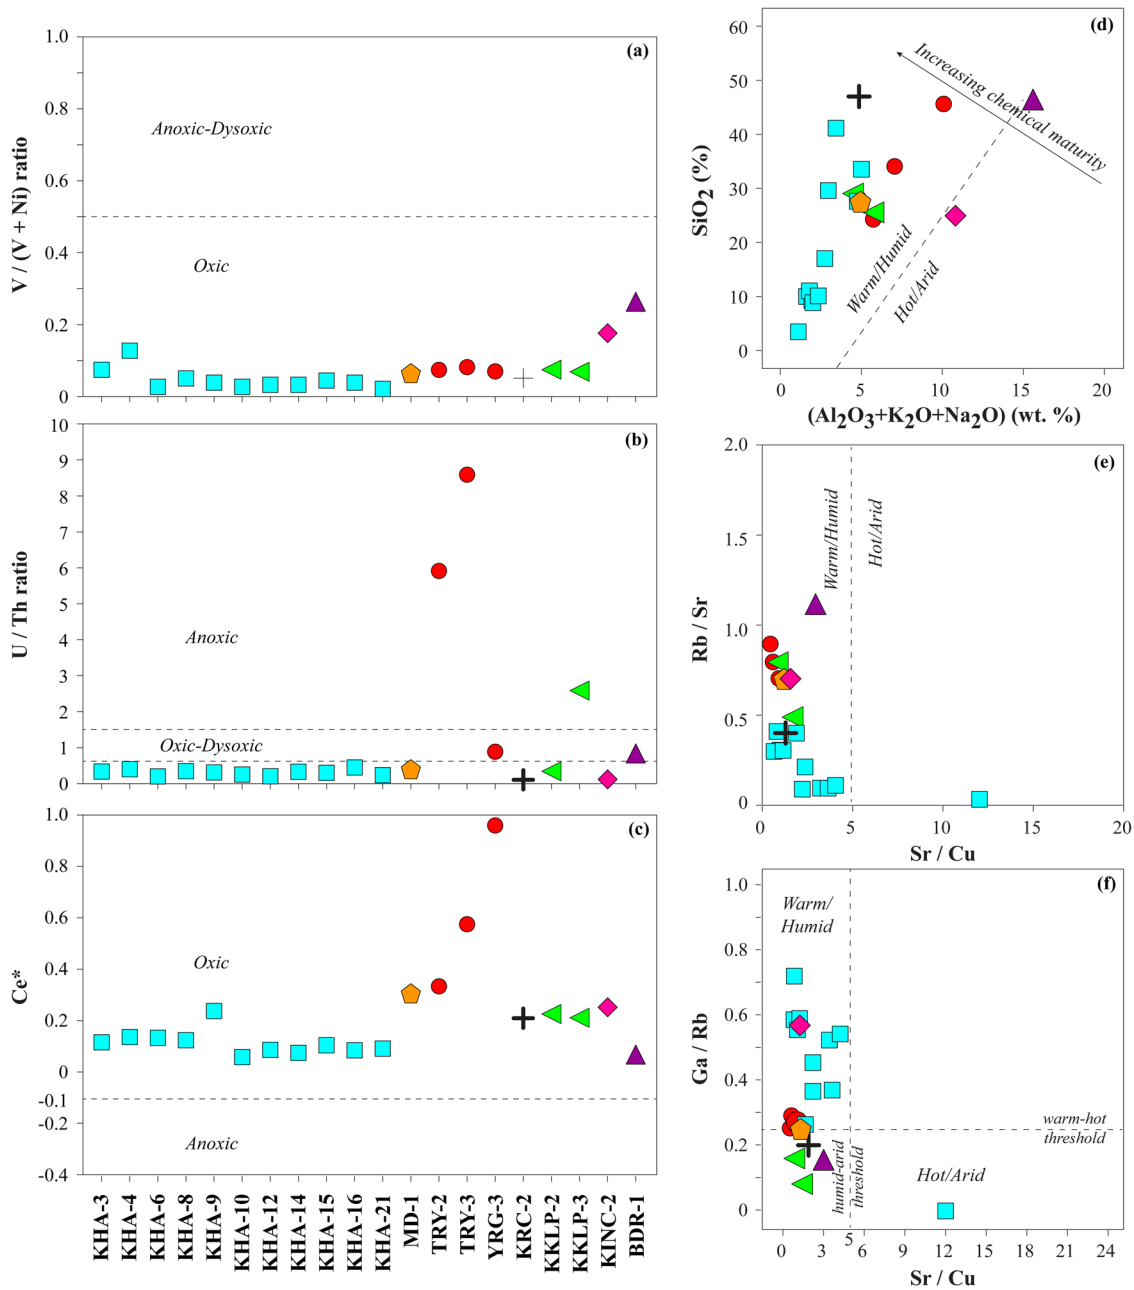 (a)
V / (V + Ni) ratio
1.0
0.8
0.6
0.4
0.2
0
Anoxic-Dysoxic
Oxic
(b)
U / Th ratio
10
9
8
7
6
5
4
3
2
1
0
Anoxic
Oxic-Dysoxic
(c)
Ce*
1.0
0.8
0.6
0.4
0.2
0
-0.1
-0.2
-0.4
Oxic
Anoxic
KHA-3
KHA-4
KHA-6
KHA-8
KHA-9
KHA-10
KHA-12
KHA-14
KHA-15
KHA-16
KHA-21
MD-1
TRY-2
TRY-3
YRG-3
KRC-2
KKLP-2
KKLP-3
KINC-2
BDR-1
(d)
SiO2 (%)
60
50
40
30
20
10
0
Increasing chemical maturity
Warm/Humid
Hot/Arid
0 5 10 15 20
(Al2O3+K2O+Na2O) (wt. %)
(e)
Rb / Sr
2.0
1.5
1.0
0.5
0
Warm/Humid
Hot/Arid
0 5 10 15 20
Sr / Cu
(f)
Ga / Rb
1.0
0.8
0.6
0.4
0.2
0
Warm/
Humid
warm-hot
threshold
humid-arid
threshold
Hot/Arid
0 3 5 6 9 12 15 18 21 24
Sr / Cu